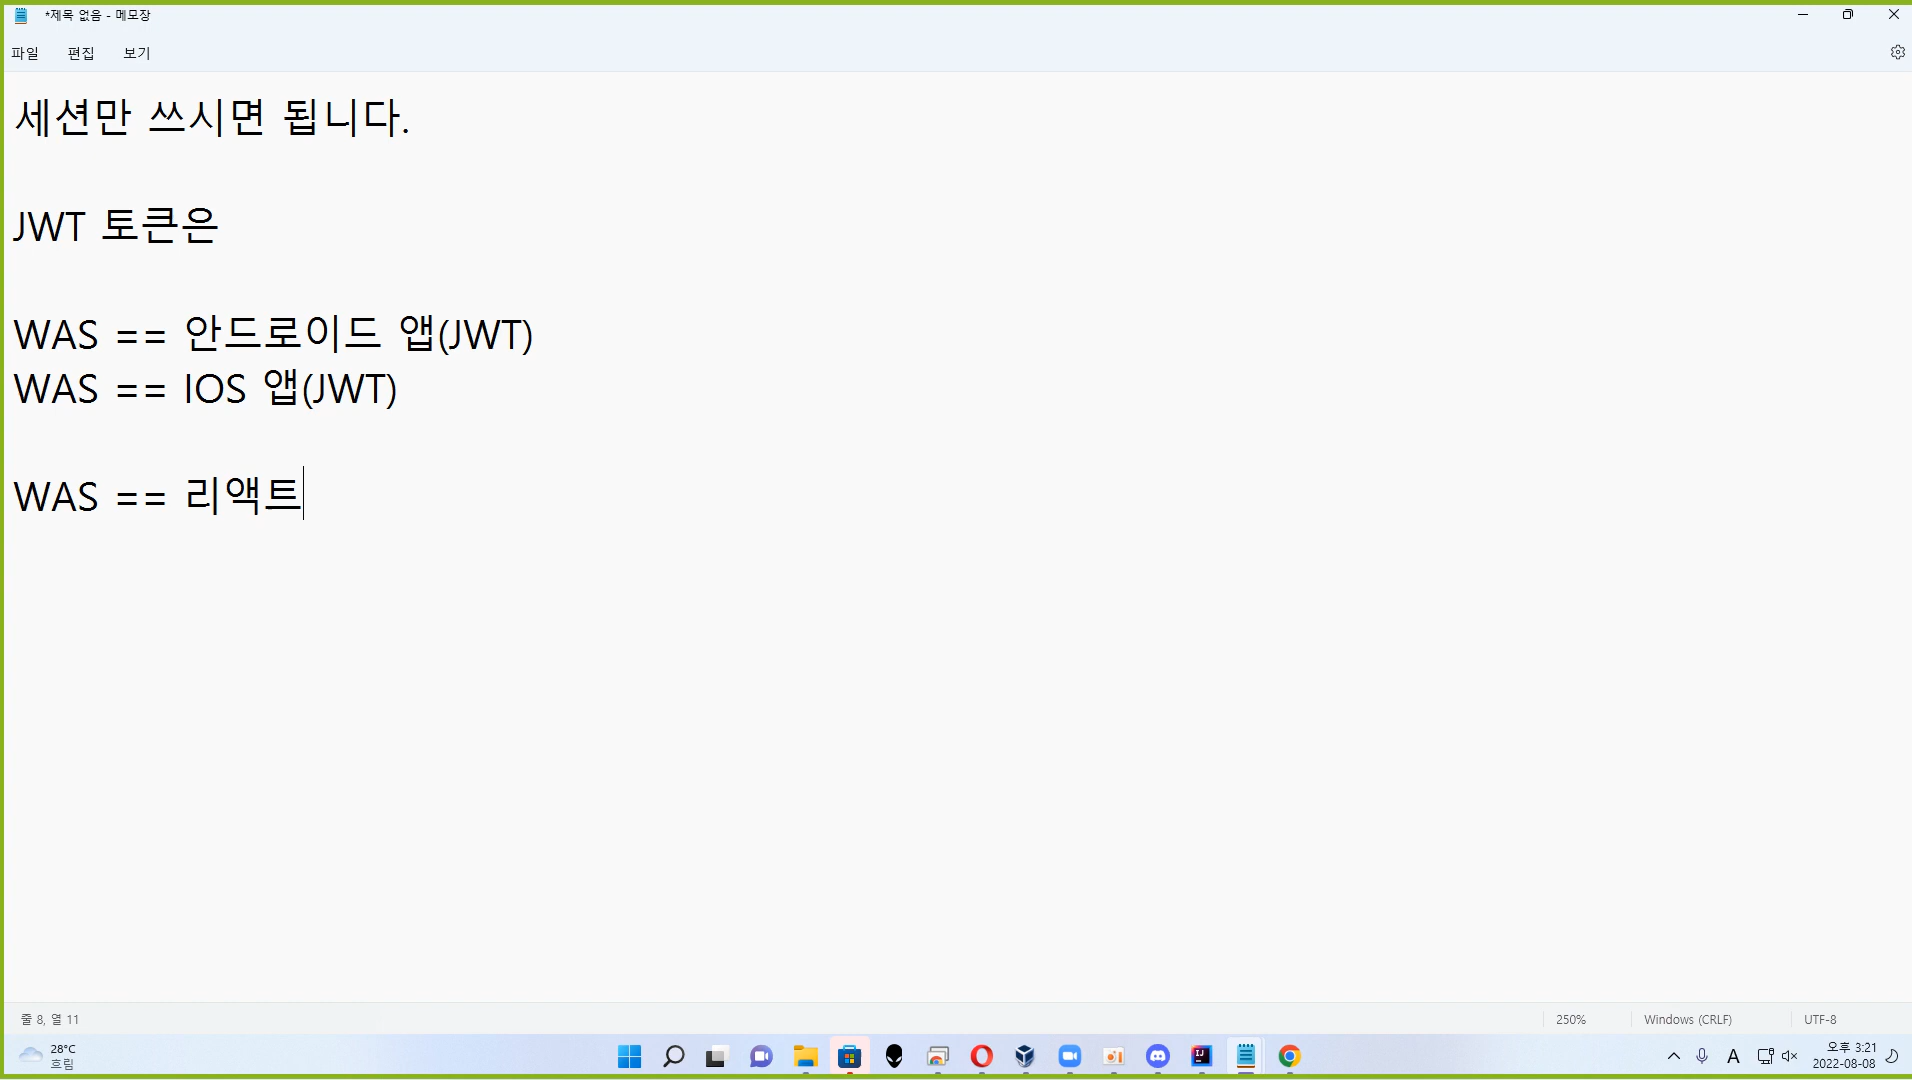 *제목 없음 - 메모장
파일 편집 보기
세션만 쓰시면 됩니다.
JWT 토큰은
WAS == 안드로이드 앱(JWT)
WAS == IOS 앱(JWT)
WAS == 리액트
줄 8, 열 11
250%
Windows (CRLF)
UTF-8
28°C
흐림
A
오후 3:21
2022-08-08